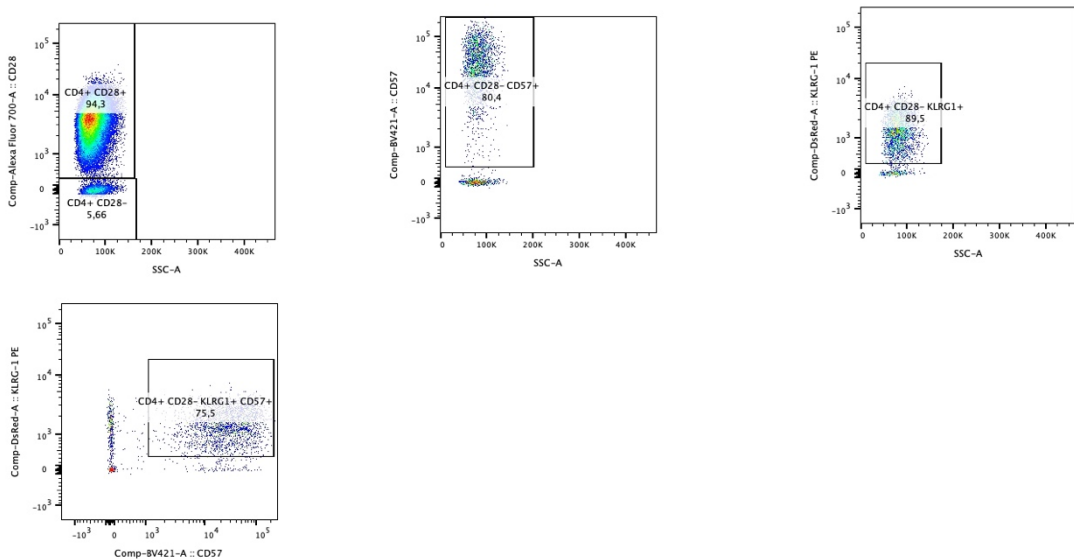 Comp-Alexa Fluor 700-A :: CD28
10⁵
10⁴
10³
0
-10³
CD4+ CD28+
94,3
CD4+ CD28-
5,66
0 100K 200K 300K 400K
SSC-A
Comp-BV421-A :: CD57
10⁵
10⁴
10³
0
-10³
CD4+ CD28- CD57+
80,4
0 100K 200K 300K 400K
SSC-A
Comp-DsRed-A :: KLRG-1 PE
10⁵
10⁴
10³
0
-10³
CD4+ CD28- KLRG1+
89,5
0 100K 200K 300K 400K
SSC-A
Comp-DsRed-A :: KLRG-1 PE
10⁵
10⁴
10³
0
-10³
CD4+ CD28- KLRG1+ CD57+
75,5
-10³ 0 10³ 10⁴ 10⁵
Comp-BV421-A :: CD57